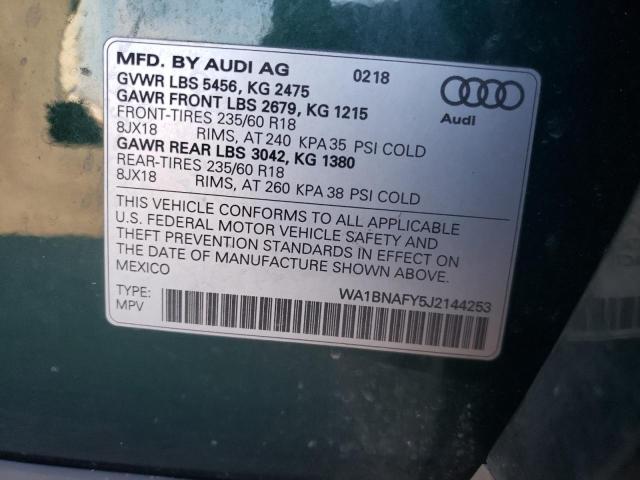 MFD. BY AUDI AG 0218
GVWR LBS 5456, KG 2475
GAWR FRONT LBS 2679, KG 1215
FRONT-TIRES 235/60 R18
8JX18 RIMS, AT 240 KPA 35 PSI COLD
GAWR REAR LBS 3042, KG 1380
REAR-TIRES 235/60 R18
8JX18 RIMS, AT 260 KPA 38 PSI COLD
Audi
THIS VEHICLE CONFORMS TO ALL APPLICABLE
U.S. FEDERAL MOTOR VEHICLE SAFETY AND
THEFT PREVENTION STANDARDS IN EFFECT ON
THE DATE OF MANUFACTURE SHOWN ABOVE.
MEXICO
TYPE: WA1BNAFY5J2144253
MPV